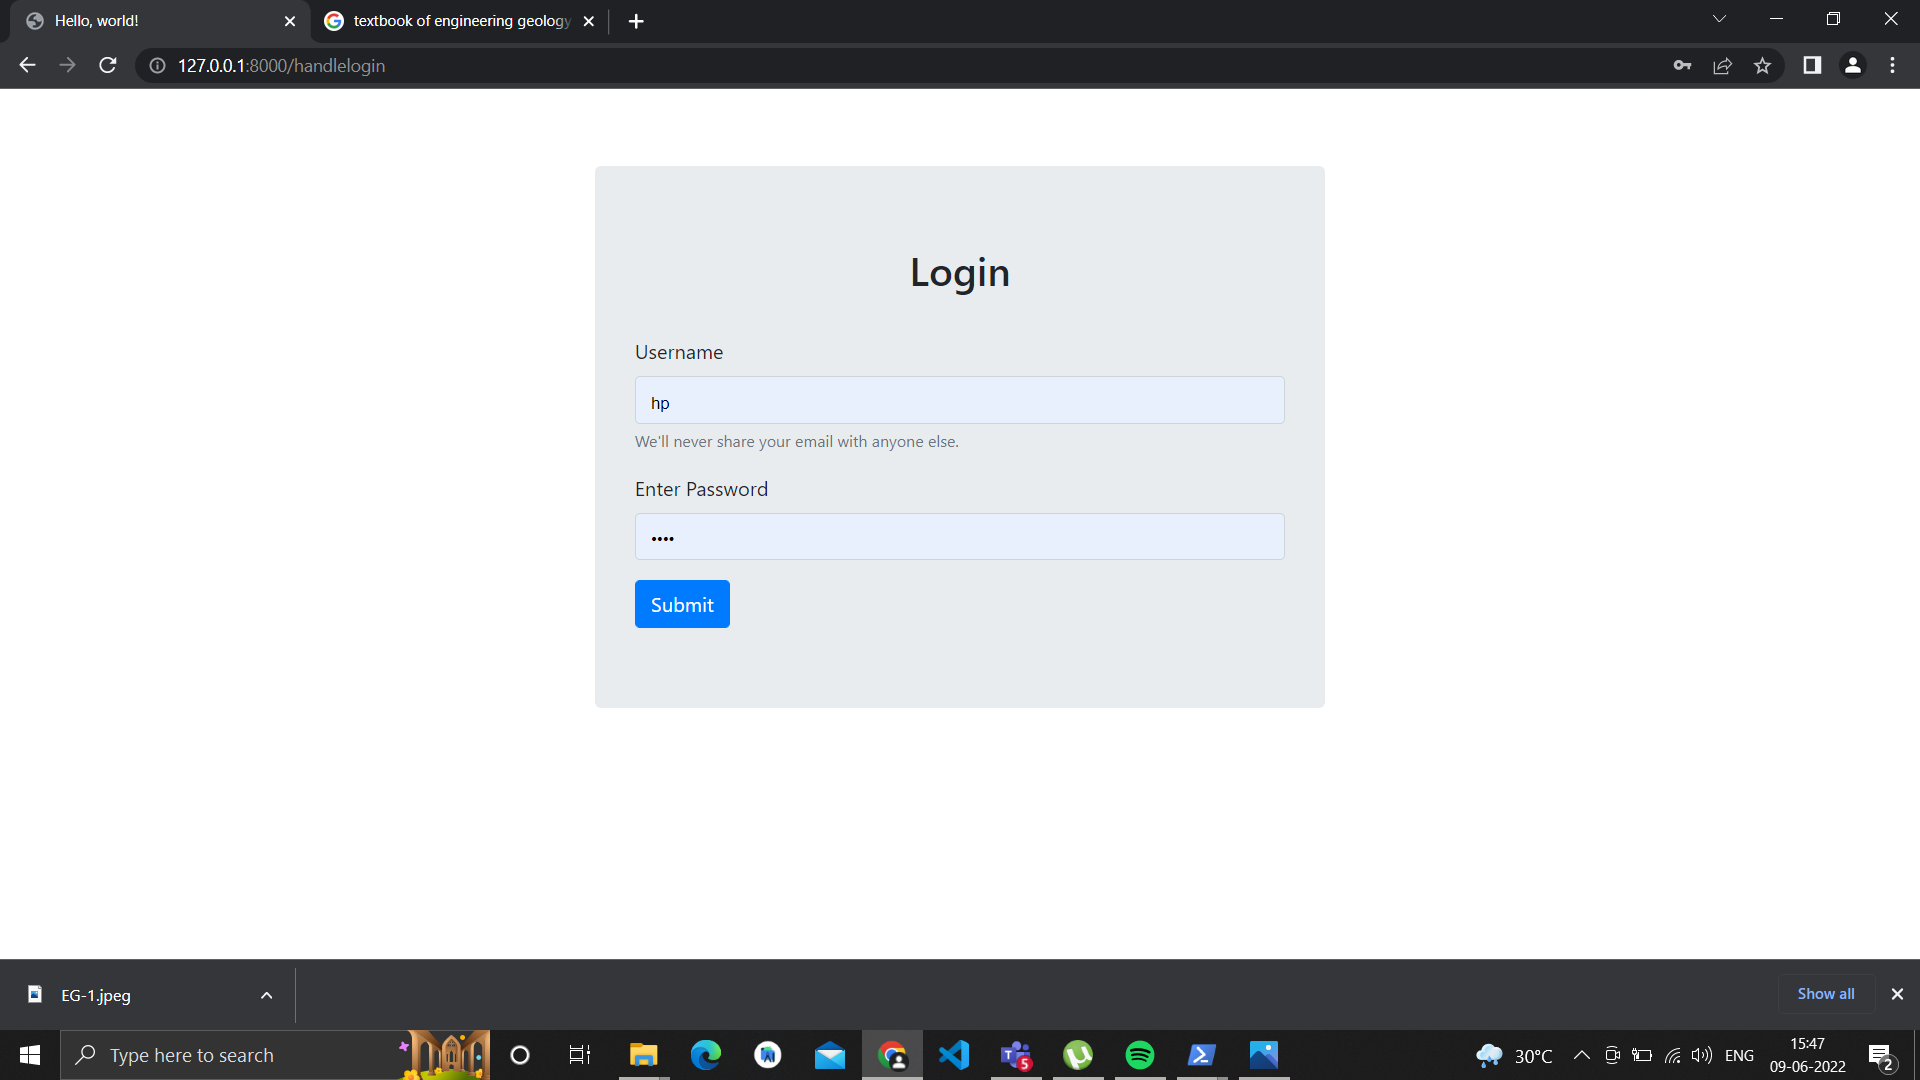 Hello, world!
textbook of engineering geology
127.0.0.1:8000/handlelogin
Login
Username
hp
We'll never share your email with anyone else.
Enter Password
••••
Submit
EG-1.jpeg
Show all
Type here to search
5
30°C
ENG
15:47
09-06-2022
2